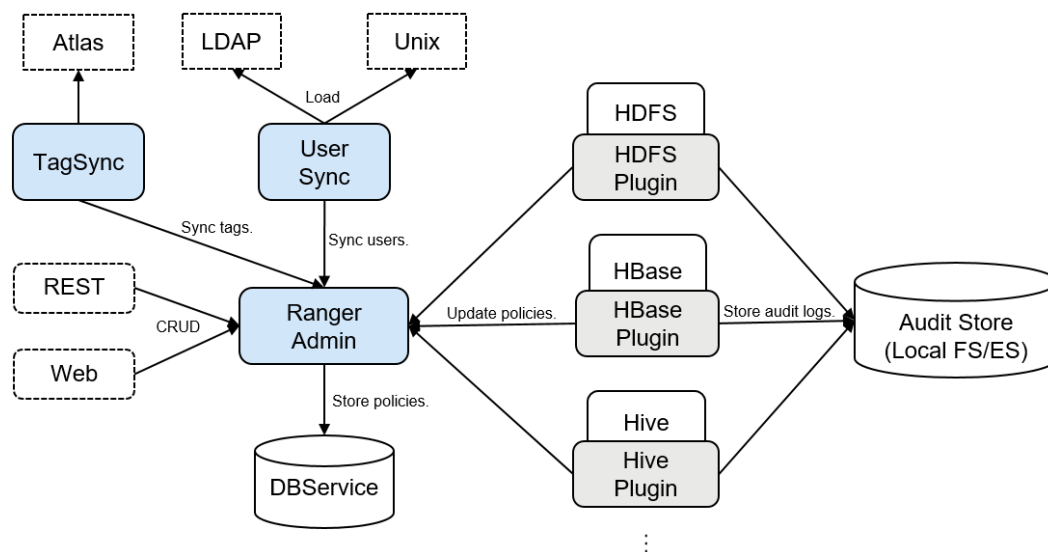 Atlas
LDAP
Unix
Load
TagSync
User
Sync
HDFS
HDFS
Plugin
Sync tags.
Sync users.
REST
CRUD
Web
Ranger
Admin
Update policies.
HBase
HBase
Plugin
Store audit logs.
Audit Store
(Local FS/ES)
Store policies.
DBService
Hive
Hive
Plugin
⋮